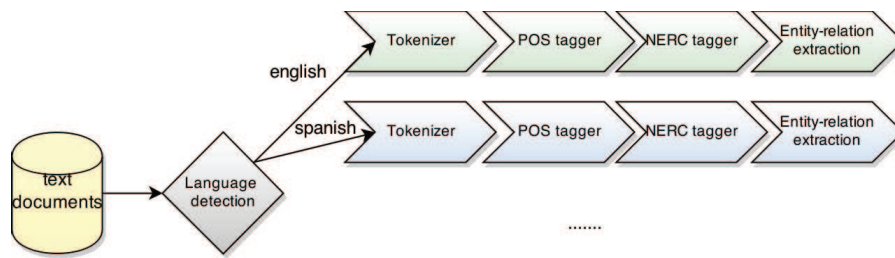 Tokenizer
POS tagger
NERC tagger
Entity-relation
extraction
english
spanish
Tokenizer
POS tagger
NERC tagger
Entity-relation
extraction
text
documents
Language
detection
.......